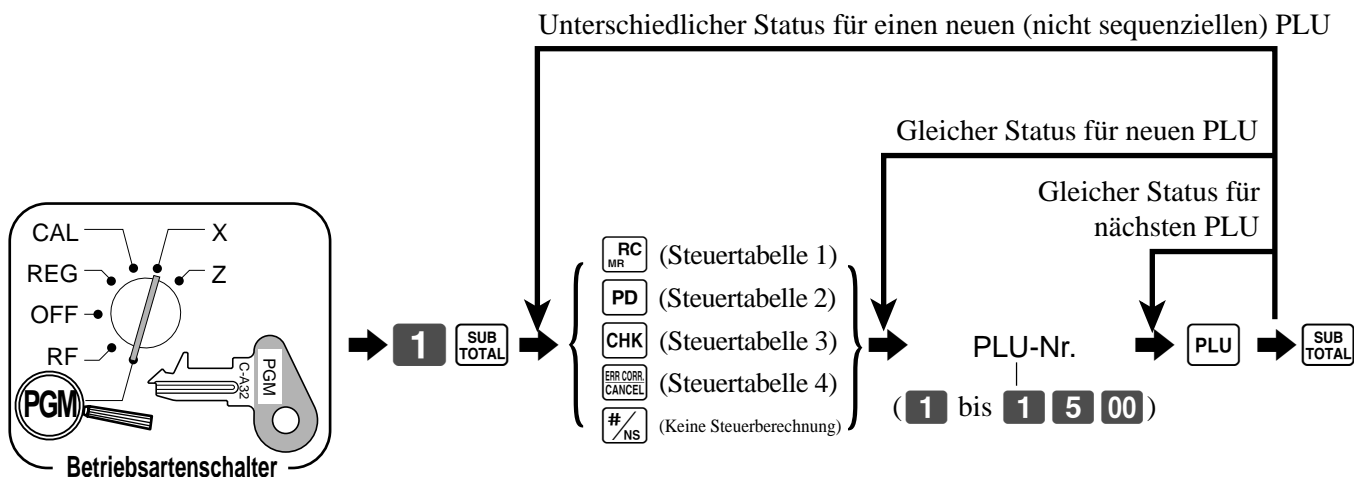 Unterschiedlicher Status für einen neuen (nicht sequenziellen) PLU
Gleicher Status für neuen PLU
Gleicher Status für
nächsten PLU
CAL
X
REG
Z
OFF
RF
PGM
PGM
C-A32
Betriebsartenschalter
1
SUB
TOTAL
RC
MR
(Steuertabelle 1)
PD (Steuertabelle 2)
CHK (Steuertabelle 3)
ERR CORR.
CANCEL
(Steuertabelle 4)
#/NS (Keine Steuerberechnung)
PLU-Nr.
(1 bis 1 5 00)
PLU
SUB
TOTAL